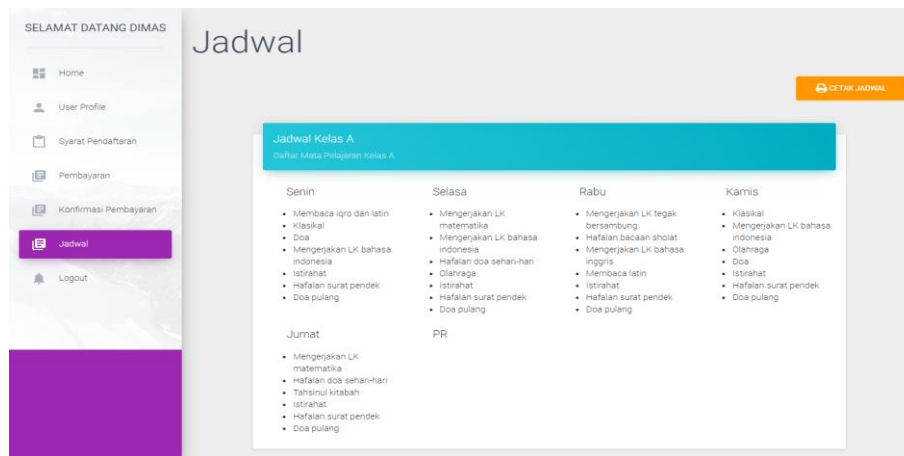 SELAMAT DATANG DIMAS
Home
User Profile
Syarat Pendaftaran
Pembayaran
Konfirmasi Pembayaran
Jadwal
Logout
Jadwal
CETAK JADWAL
Jadwal Kelas A
Daftar Mata Pelajaran Kelas A
Senin
Membaca iqro dan latin
Klasikal
Doa
Mengerjakan LK bahasa
indonesia
Istirahat
Hafalan surat pendek
Doa pulang
Selasa
Mengerjakan LK
matematika
Mengerjakan LK bahasa
indonesia
Hafalan doa sehari-hari
Olahraga
Istirahat
Hafalan surat pendek
Doa pulang
Rabu
Mengerjakan LK tegak
bersambung
Hafalan bacaan sholat
Mengerjakan LK bahasa
inggris
Membaca latin
Istirahat
Hafalan surat pendek
Doa pulang
Kamis
Klasikal
Mengerjakan LK bahasa
indonesia
Olahraga
Doa
Istirahat
Hafalan surat pendek
Doa pulang
Jumat
Mengerjakan LK
matematika
Hafalan doa sehari-hari
Tahsinul kitabah
Istirahat
Hafalan surat pendek
Doa pulang
PR